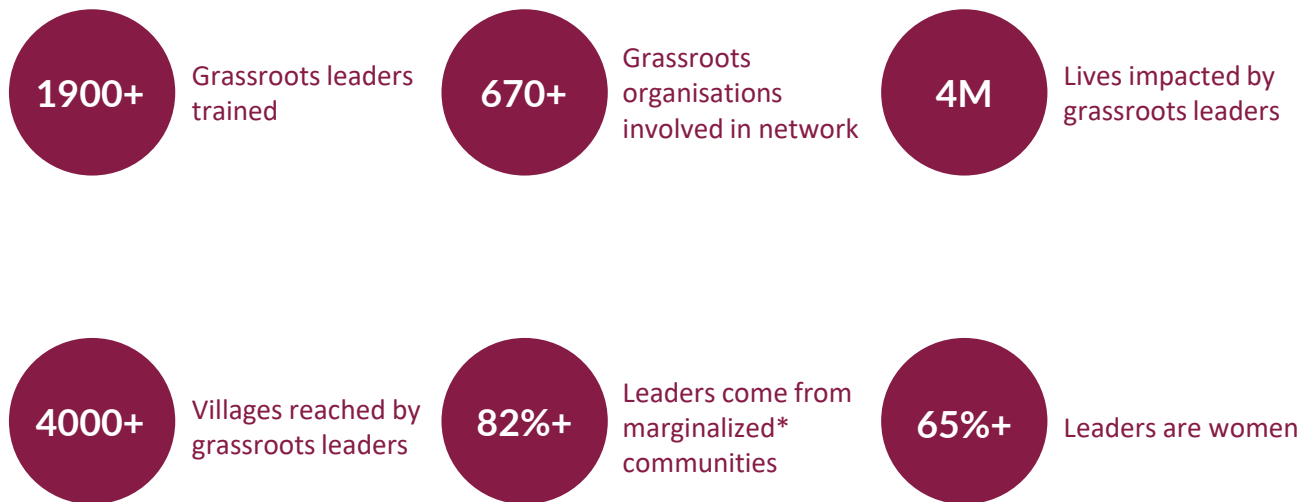 1900+
Grassroots leaders
trained
670+
Grassroots
organisations
involved in network
4M
Lives impacted by
grassroots leaders
4000+
Villages reached by
grassroots leaders
82%+
Leaders come from
marginalized*
communities
65%+
Leaders are women